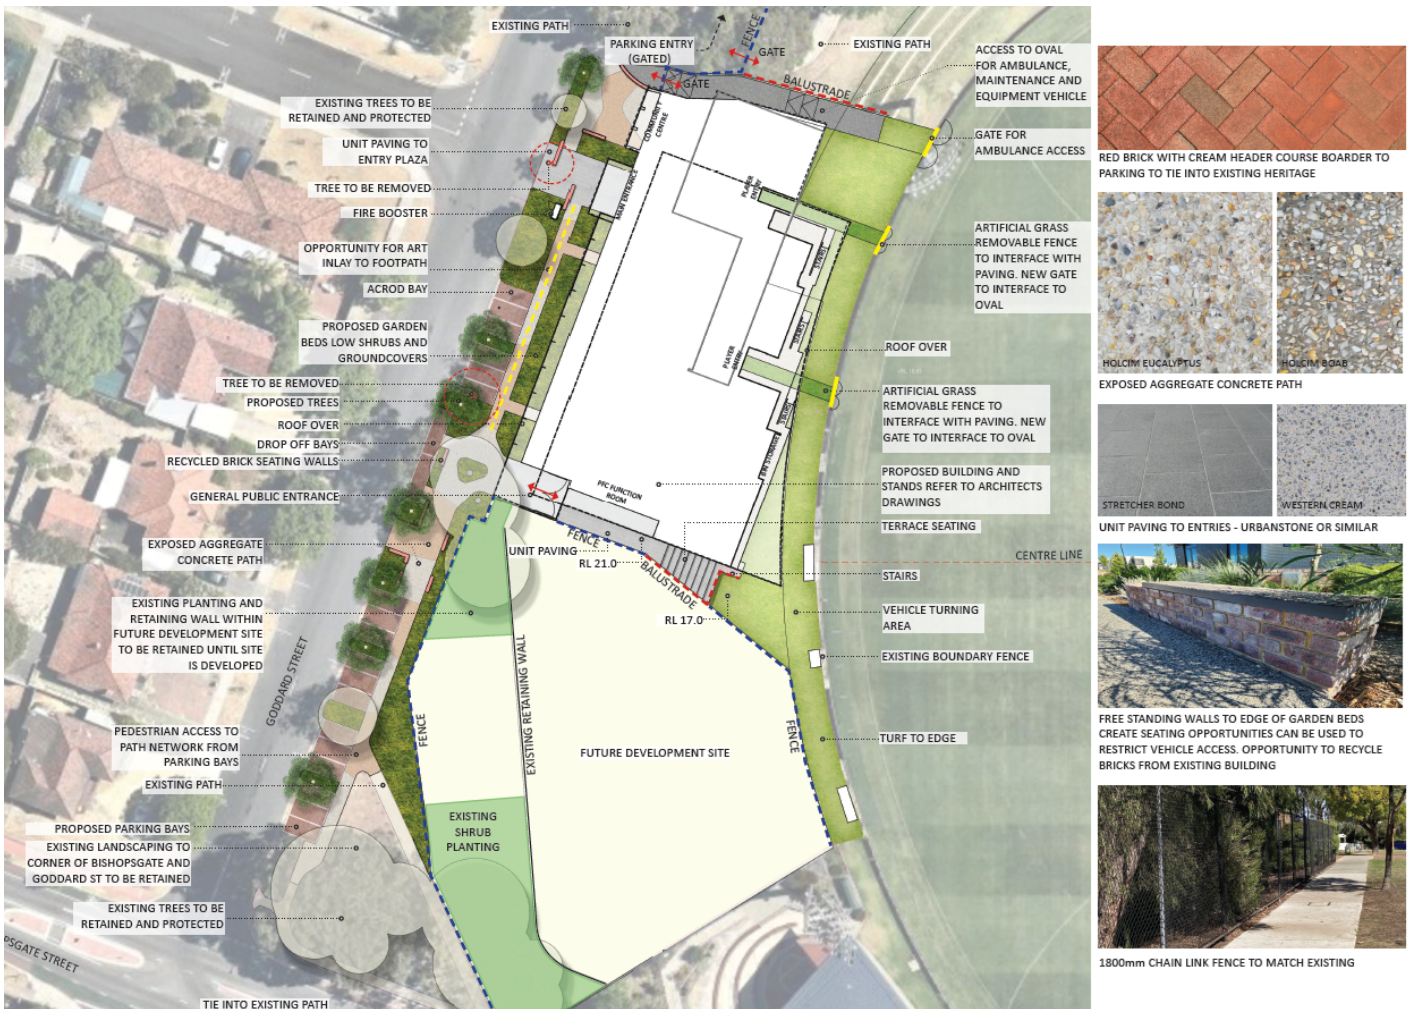 EXISTING PATH
PARKING ENTRY
(GATED)
FENCE
GATE
GATE
EXISTING PATH
BALUSTRADE
ACCESS TO OVAL
FOR AMBULANCE,
MAINTENANCE AND
EQUIPMENT VEHICLE
GATE FOR
AMBULANCE ACCESS
EXISTING TREES TO BE
RETAINED AND PROTECTED
UNIT PAVING TO
ENTRY PLAZA
TREE TO BE REMOVED
FIRE BOOSTER
OPPORTUNITY FOR ART
INLAY TO FOOTPATH
ACROD BAY
PROPOSED GARDEN
BEDS LOW SHRUBS AND
GROUNDCOVERS
TREE TO BE REMOVED
PROPOSED TREES
ROOF OVER
DROP OFF BAYS
RECYCLED BRICK SEATING WALLS
GENERAL PUBLIC ENTRANCE
EXPOSED AGGREGATE
CONCRETE PATH
EXISTING PLANTING AND
RETAINING WALL WITHIN
FUTURE DEVELOPMENT SITE
TO BE RETAINED UNTIL SITE
IS DEVELOPED
GODDARD STREET
PEDESTRIAN ACCESS TO
PATH NETWORK FROM
PARKING BAYS
EXISTING PATH
PROPOSED PARKING BAYS
EXISTING LANDSCAPING TO
CORNER OF BISHOPSGATE AND
GODDARD ST TO BE RETAINED
EXISTING TREES TO BE
RETAINED AND PROTECTED
PSGATE STREET
TIE INTO EXISTING PATH
COMMUNITY
CENTRE
MAIN ENTRANCE
PLAYER
ENTRY
STAIRS
STAIRS
PLAYER
ENTRY
STAIRS
BIN STORAGE
PFC FUNCTION
ROOM
FENCE
UNIT PAVING
RL 21.0
BALUSTRADE
RL 17.0
FENCE
EXISTING RETAINING WALL
FUTURE DEVELOPMENT SITE
FENCE
EXISTING
SHRUB
PLANTING
ARTIFICIAL GRASS
REMOVABLE FENCE
TO INTERFACE WITH
PAVING. NEW GATE
TO INTERFACE TO
OVAL
ROOF OVER
ARTIFICIAL GRASS
REMOVABLE FENCE TO
INTERFACE WITH PAVING. NEW
GATE TO INTERFACE TO OVAL
PROPOSED BUILDING AND
STANDS REFER TO ARCHITECTS
DRAWINGS
TERRACE SEATING
CENTRE LINE
STAIRS
VEHICLE TURNING
AREA
EXISTING BOUNDARY FENCE
TURF TO EDGE
RED BRICK WITH CREAM HEADER COURSE BOARDER TO
PARKING TO TIE INTO EXISTING HERITAGE
HOLCIM EUCALYPTUS
HOLCIM BOAB
EXPOSED AGGREGATE CONCRETE PATH
STRETCHER BOND
WESTERN CREAM
UNIT PAVING TO ENTRIES - URBANSTONE OR SIMILAR
FREE STANDING WALLS TO EDGE OF GARDEN BEDS
CREATE SEATING OPPORTUNITIES CAN BE USED TO
RESTRICT VEHICLE ACCESS. OPPORTUNITY TO RECYCLE
BRICKS FROM EXISTING BUILDING
1800mm CHAIN LINK FENCE TO MATCH EXISTING